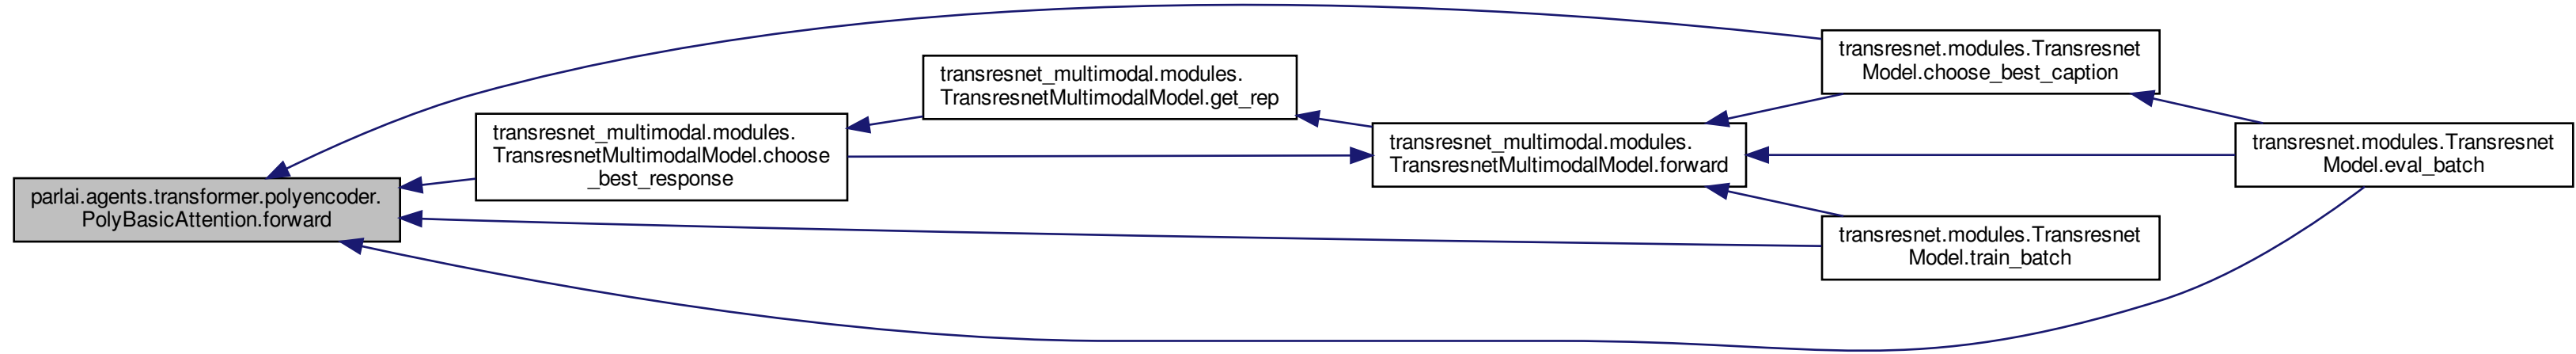 parlai.agents.transformer.polyencoder.
PolyBasicAttention.forward
transresnet_multimodal.modules.
TransresnetMultimodalModel.choose
_best_response
transresnet_multimodal.modules.
TransresnetMultimodalModel.get_rep
transresnet_multimodal.modules.
TransresnetMultimodalModel.forward
transresnet.modules.Transresnet
Model.choose_best_caption
transresnet.modules.Transresnet
Model.eval_batch
transresnet.modules.Transresnet
Model.train_batch